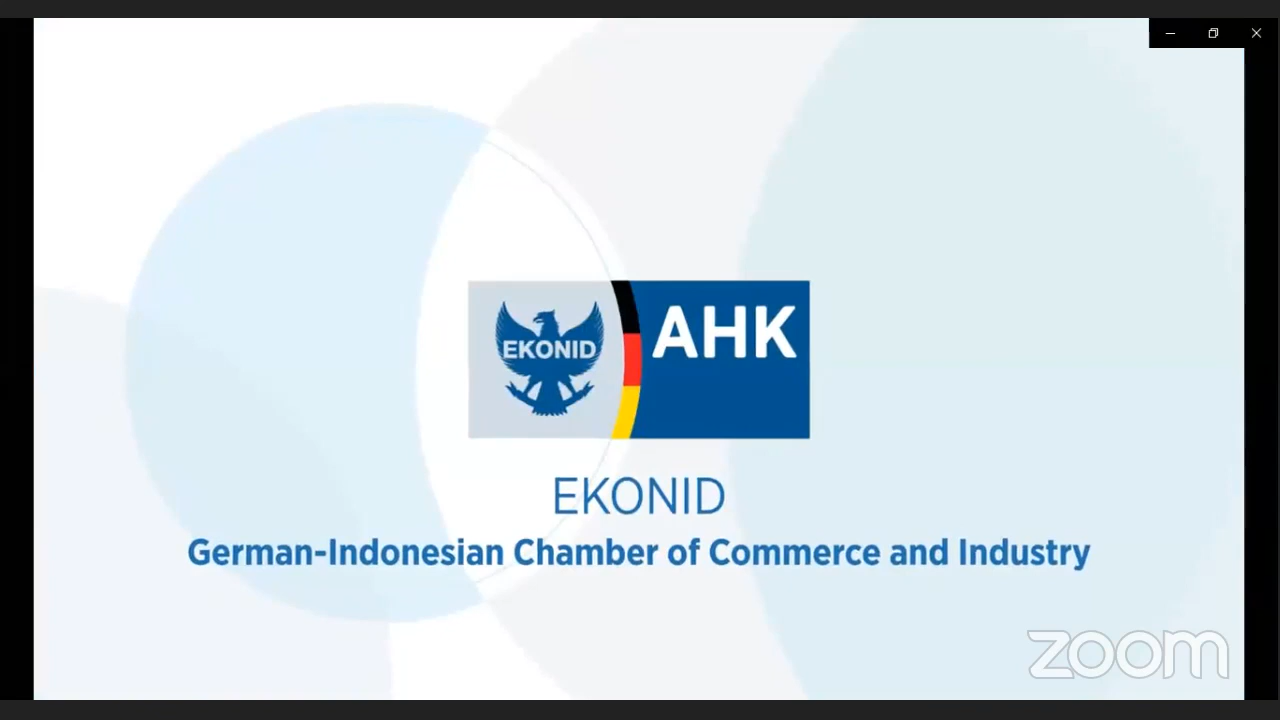 EKONID
AHK
EKONID
German-Indonesian Chamber of Commerce and Industry
zoom